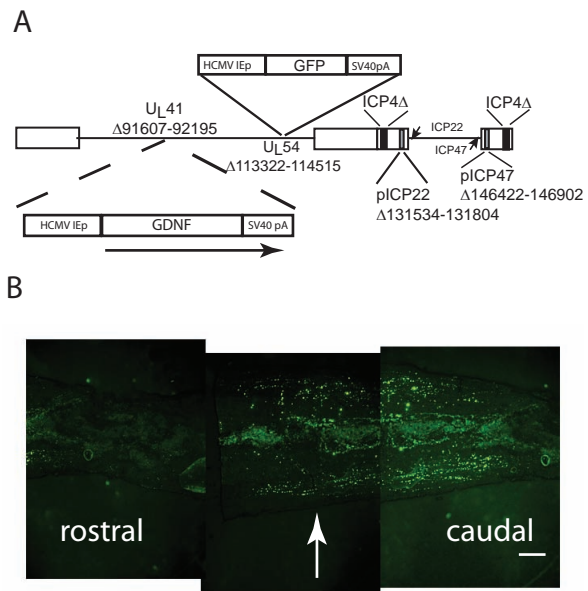 A
HCMV IEp GFP SV40pA
UL41
Δ91607-92195
UL54
Δ113322-114515
ICP4Δ
ICP22
ICP47
ICP4Δ
pICP22
Δ131534-131804
pICP47
Δ146422-146902
HCMV IEp GDNF SV40 pA
B
rostral
caudal